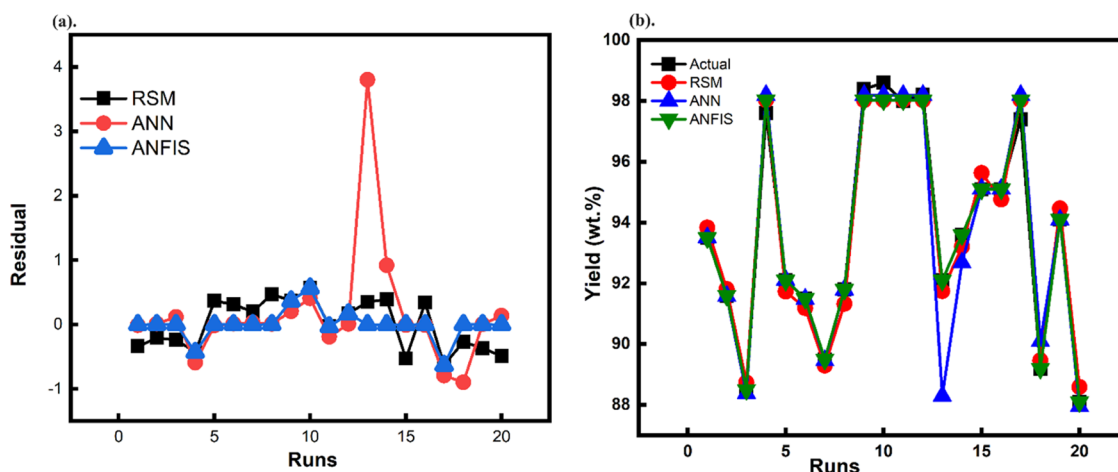 (a).
4
3
2
1
0
-1
Residual
RSM
ANN
ANFIS
0 5 10 15 20
Runs
(b).
100
98
96
94
92
90
88
Yield (wt.%)
Actual
RSM
ANN
ANFIS
0 5 10 15 20
Runs